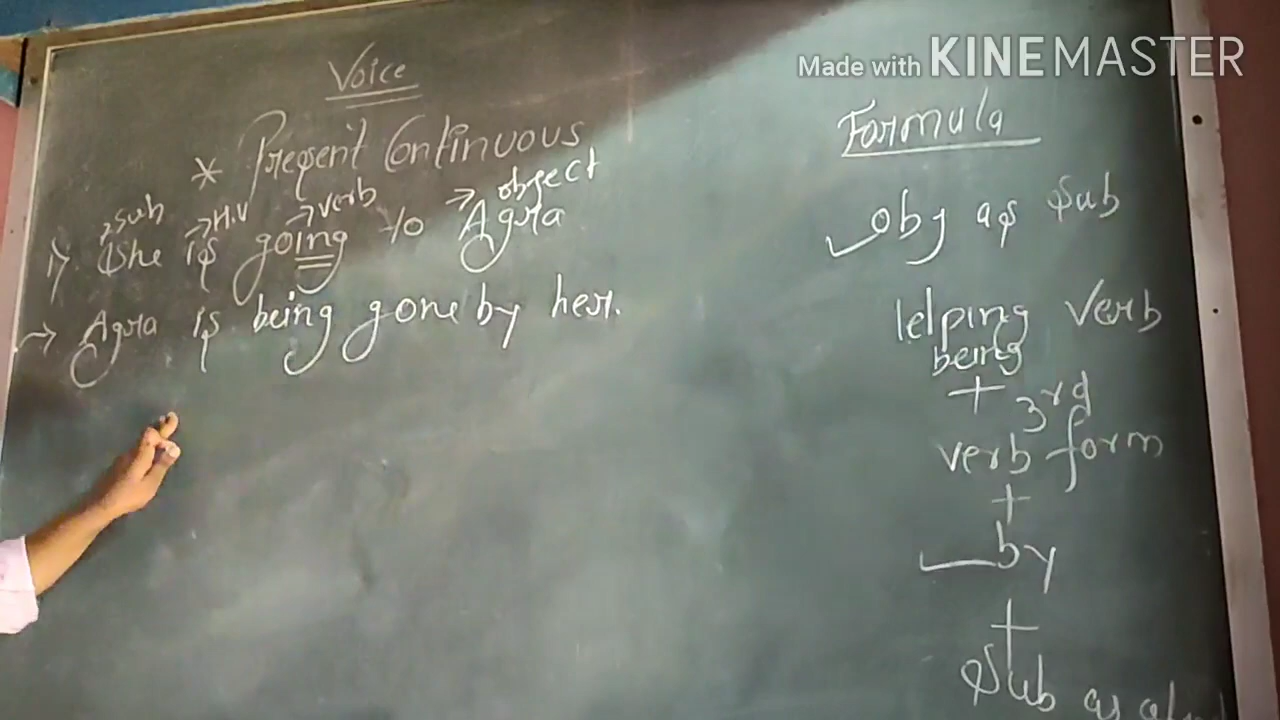 Made with KINEMASTER
Voice
* Present Continuous
sub H.V verb object
1) She is going to Agra
→ Agra is being gone by her.
Formula
obj as Sub
helping Verb
being
+ 3rd
verb form
+
by
+
Sub as